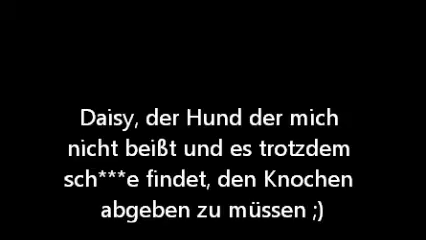 Daisy, der Hund der mich
nicht beißt und es trotzdem
sch***e findet, den Knochen
abgeben zu müssen ;)